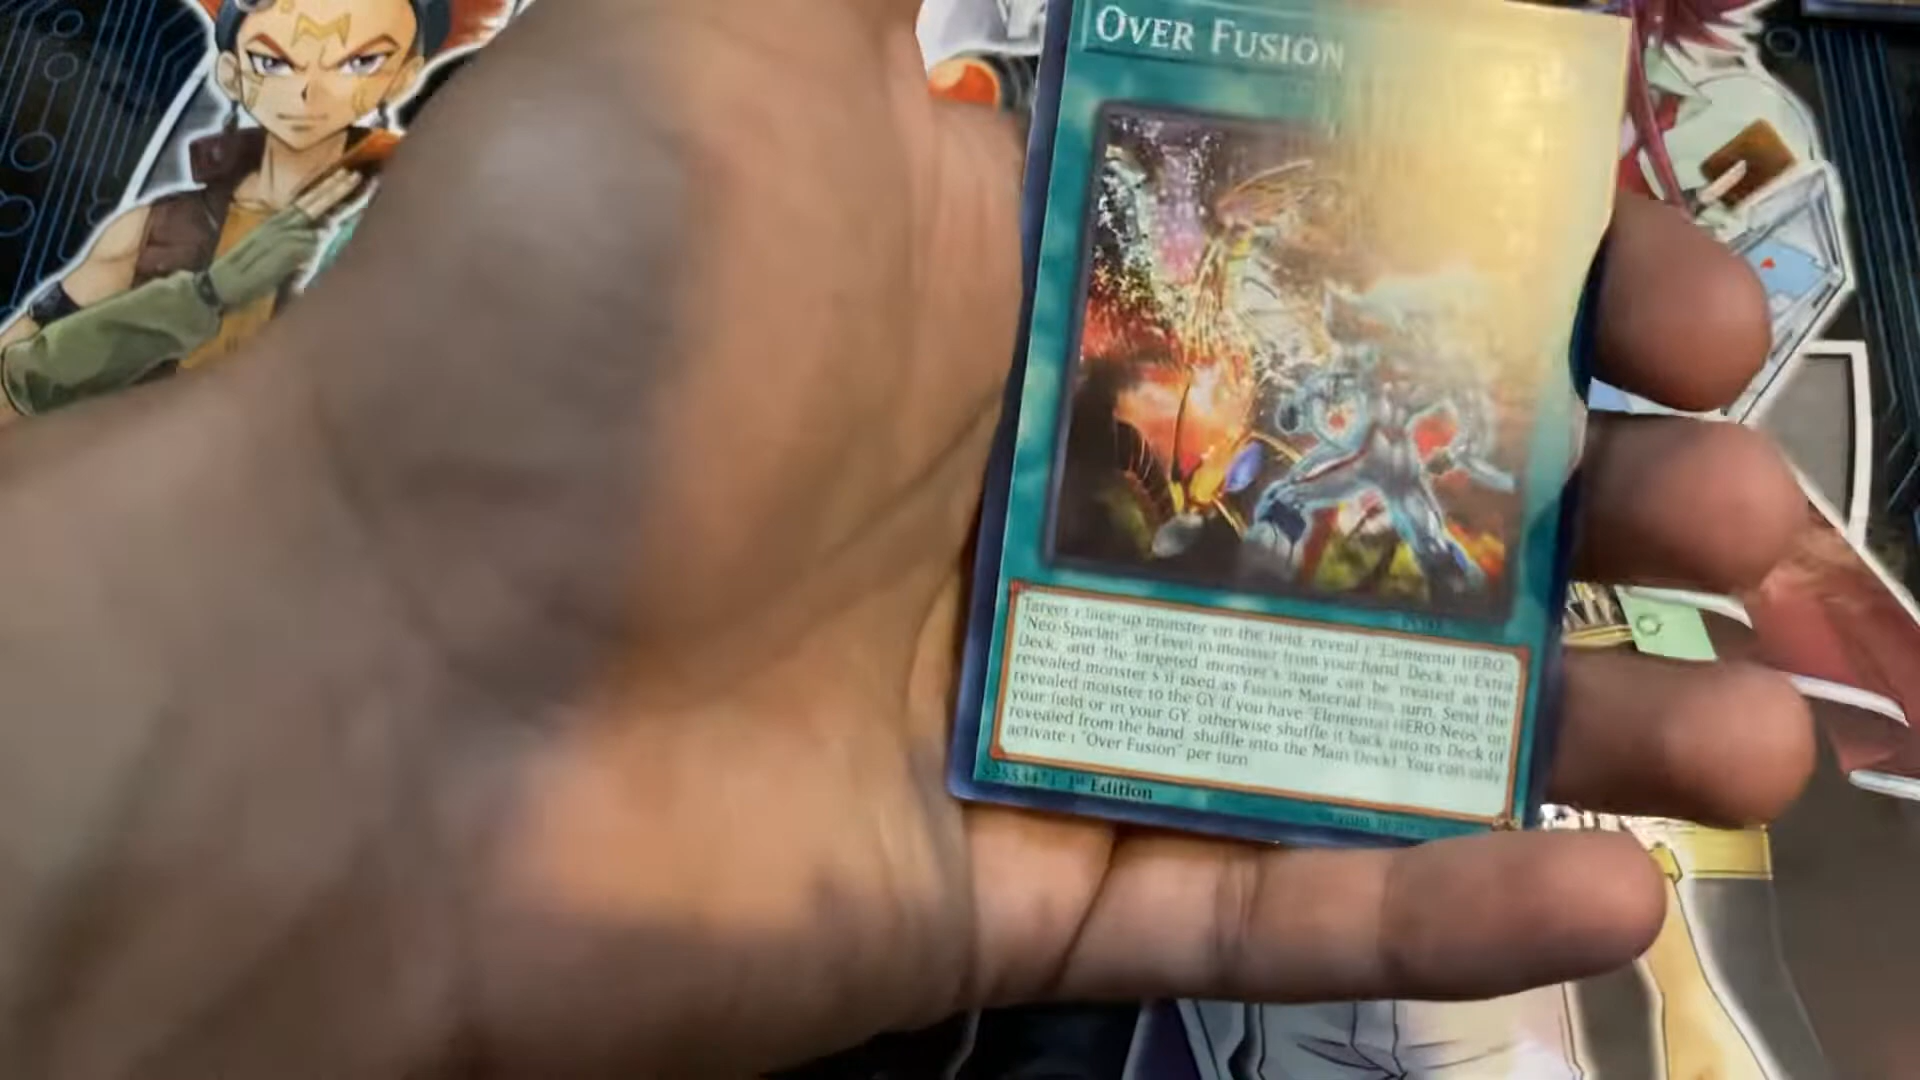 OVER FUSION
Target 1 face-up monster on the field, reveal 1 "Elemental HERO"
"Neo-Spacian" or Level 10 monster from your hand, Deck, or Extra
Deck, and the targeted monster's name can be treated as the
revealed monster's if used as Fusion Material this turn. Send the
revealed monster to the GY if you have "Elemental HERO Neos" on
your field or in your GY, otherwise shuffle it back into its Deck (if
revealed from the hand, shuffle into the Main Deck). You can only
activate 1 "Over Fusion" per turn
1st Edition